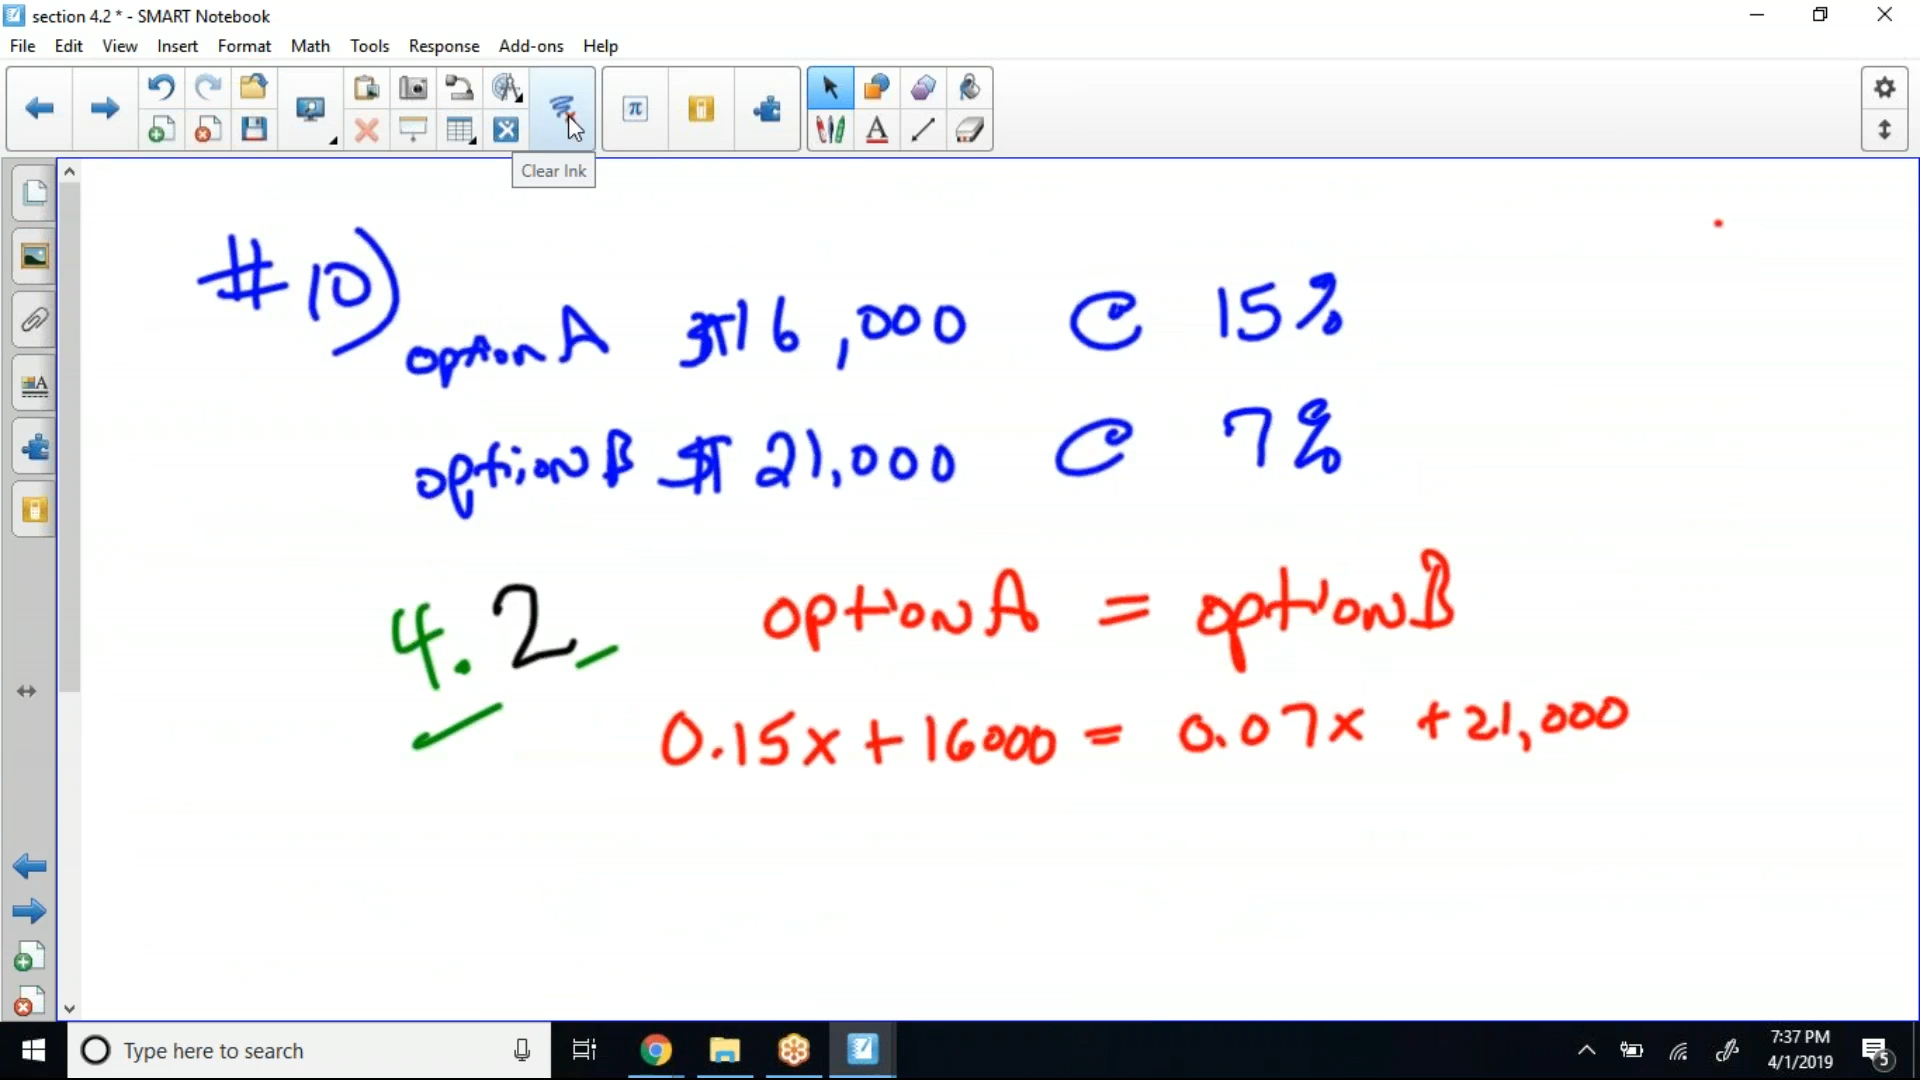 section 4.2 * - SMART Notebook
File Edit View Insert Format Math Tools Response Add-ons Help
π
A
Clear Ink
A
#10)
option A $16,000 @ 15%
option B $21,000 @ 7%
4.2
option A = option B
0.15x + 16000 = 0.07x + 21,000
Type here to search
7:37 PM
4/1/2019
5